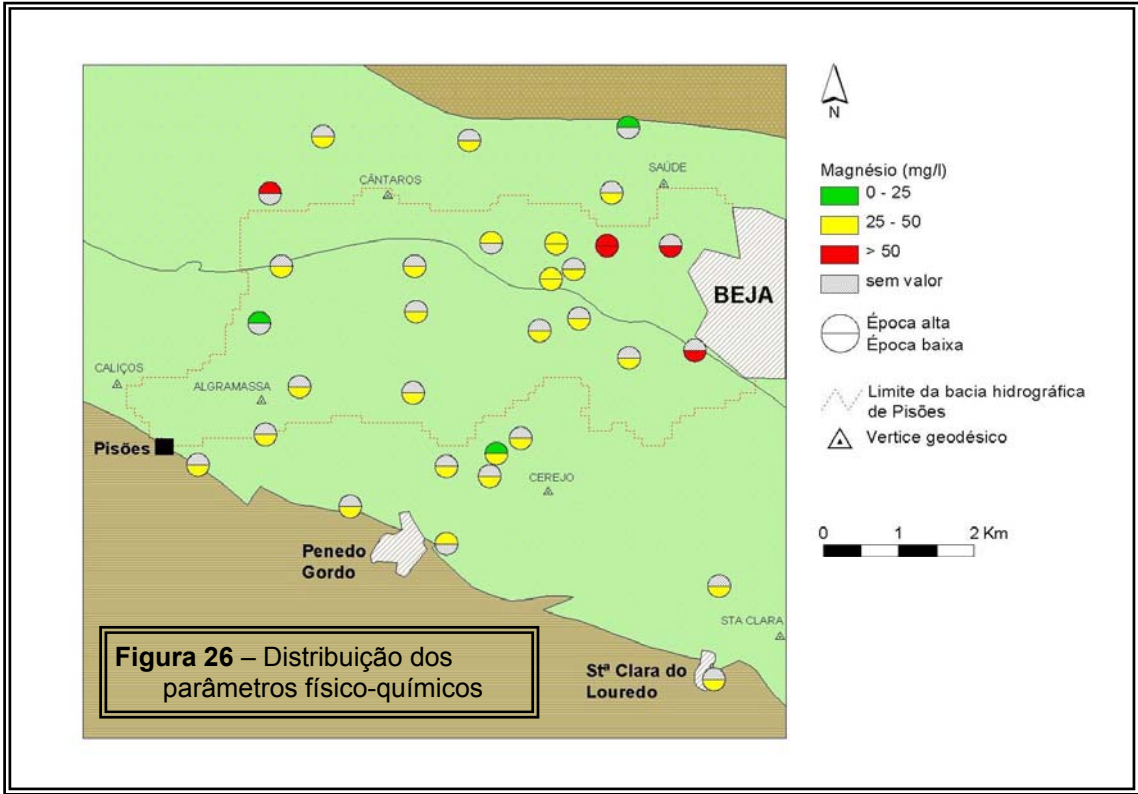 N
Magnésio (mg/l)
0 - 25
25 - 50
> 50
sem valor
Época alta
Época baixa
Limite da bacia hidrográfica
de Pisões
Vertice geodésico
0 1 2 Km
CÂNTAROS
SAÚDE
BEJA
CALIÇOS
ALGRAMASSA
Pisões
CEREJO
Penedo
Gordo
STA CLARA
Stª Clara do
Louredo
Figura 26 – Distribuição dos
parâmetros físico-químicos